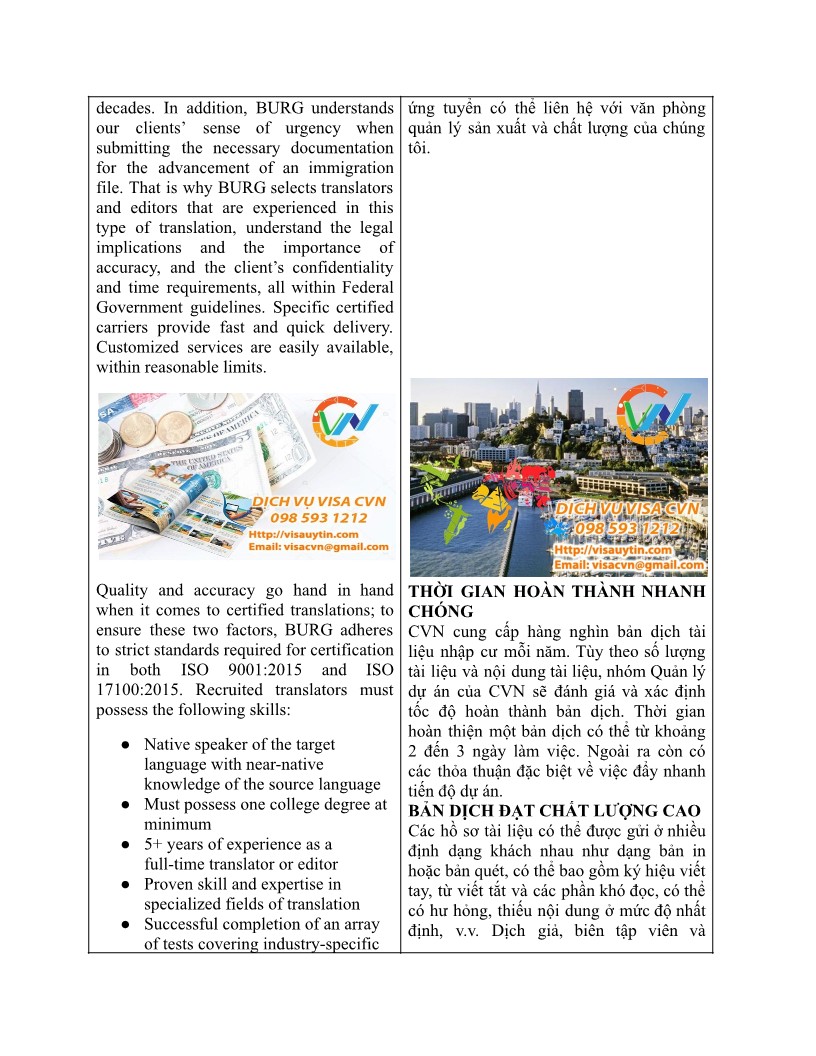 decades. In addition, BURG understands
our clients’ sense of urgency when
submitting the necessary documentation
for the advancement of an immigration
file. That is why BURG selects translators
and editors that are experienced in this
type of translation, understand the legal
implications and the importance of
accuracy, and the client’s confidentiality
and time requirements, all within Federal
Government guidelines. Specific certified
carriers provide fast and quick delivery.
Customized services are easily available,
within reasonable limits.
CVN
THE UNITED STATES
OF AMERICA
DỊCH VỤ VISA CVN
098 593 1212
Http://visauytin.com
Email: visacvn@gmail.com
Quality and accuracy go hand in hand
when it comes to certified translations; to
ensure these two factors, BURG adheres
to strict standards required for certification
in both ISO 9001:2015 and ISO
17100:2015. Recruited translators must
possess the following skills:
● Native speaker of the target
language with near-native
knowledge of the source language
● Must possess one college degree at
minimum
● 5+ years of experience as a
full-time translator or editor
● Proven skill and expertise in
specialized fields of translation
● Successful completion of an array
of tests covering industry-specific
ứng tuyển có thể liên hệ với văn phòng
quản lý sản xuất và chất lượng của chúng
tôi.
CVN
DỊCH VỤ VISA CVN
098 593 1212
Http://visauytin.com
Email: visacvn@gmail.com
THỜI GIAN HOÀN THÀNH NHANH
CHÓNG
CVN cung cấp hàng nghìn bản dịch tài
liệu nhập cư mỗi năm. Tùy theo số lượng
tài liệu và nội dung tài liệu, nhóm Quản lý
dự án của CVN sẽ đánh giá và xác định
tốc độ hoàn thành bản dịch. Thời gian
hoàn thiện một bản dịch có thể từ khoảng
2 đến 3 ngày làm việc. Ngoài ra còn có
các thỏa thuận đặc biệt về việc đẩy nhanh
tiến độ dự án.
BẢN DỊCH ĐẠT CHẤT LƯỢNG CAO
Các hồ sơ tài liệu có thể được gửi ở nhiều
định dạng khách nhau như dạng bản in
hoặc bản quét, có thể bao gồm ký hiệu viết
tay, từ viết tắt và các phần khó đọc, có thể
có hư hỏng, thiếu nội dung ở mức độ nhất
định, v.v. Dịch giả, biên tập viên và